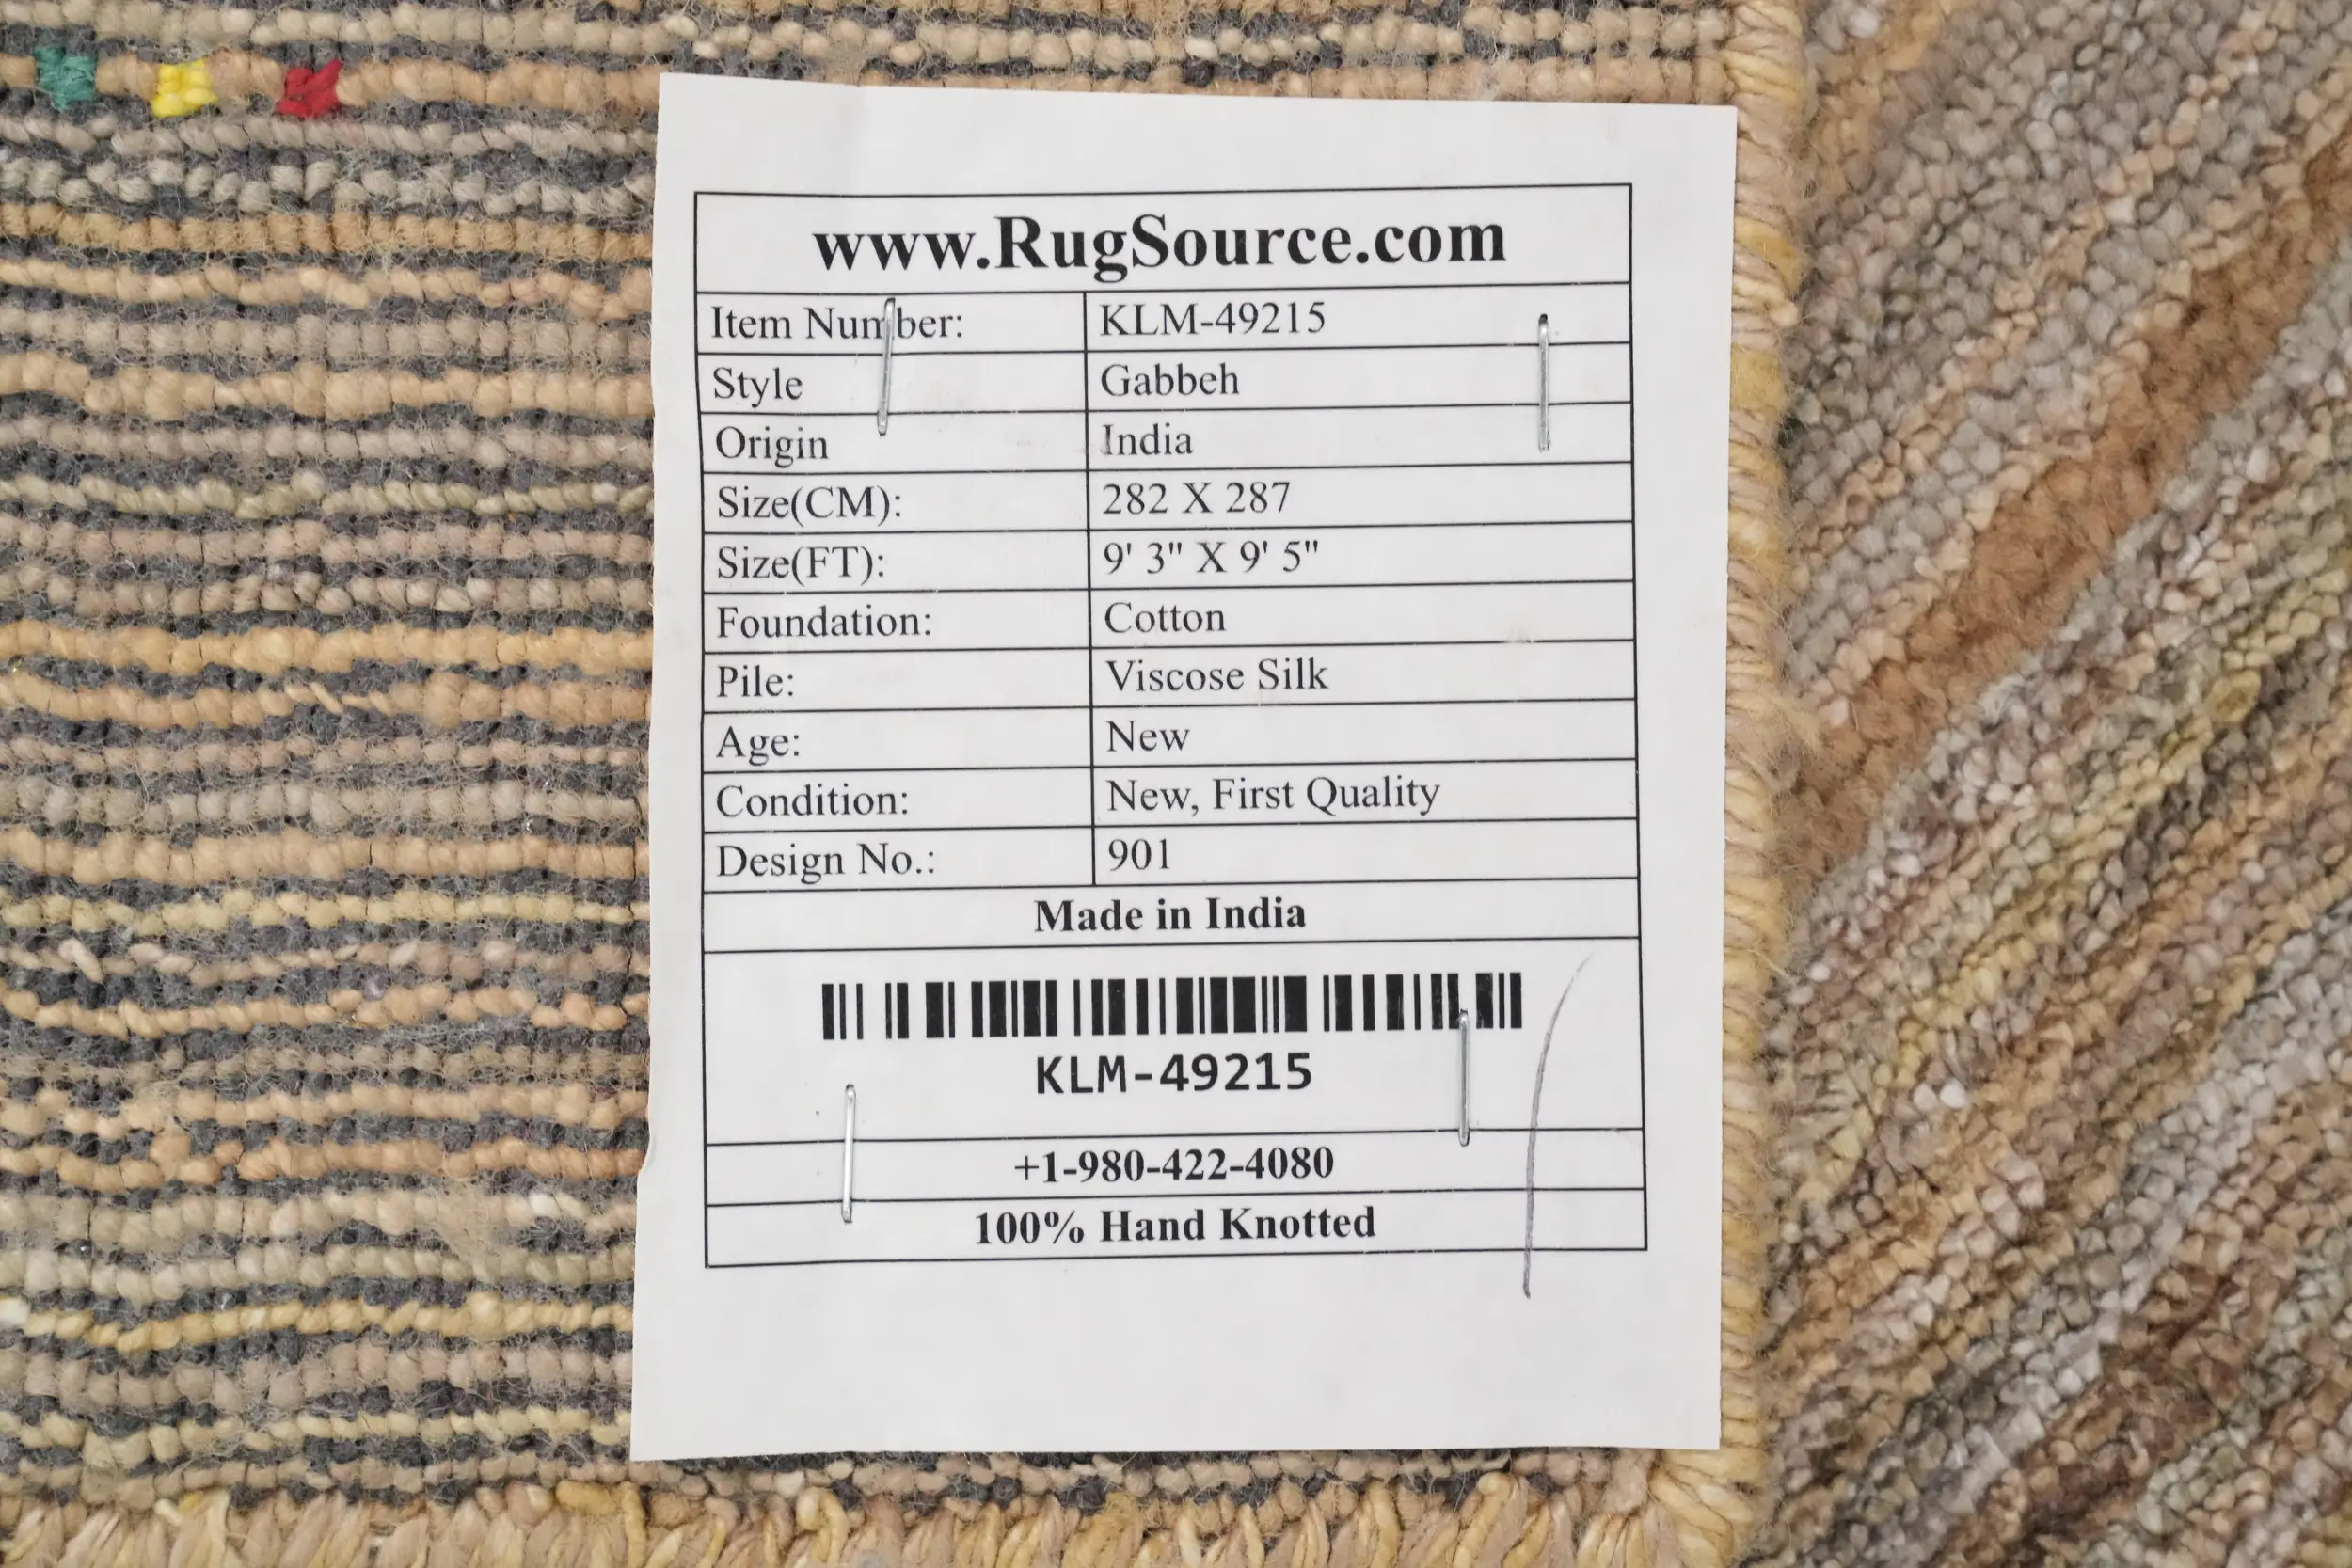 www.RugSource.com
Item Number: KLM-49215
Style Gabbeh
Origin India
Size(CM): 282 X 287
Size(FT): 9' 3" X 9' 5"
Foundation: Cotton
Pile: Viscose Silk
Age: New
Condition: New, First Quality
Design No.: 901
Made in India
KLM-49215
+1-980-422-4080
100% Hand Knotted